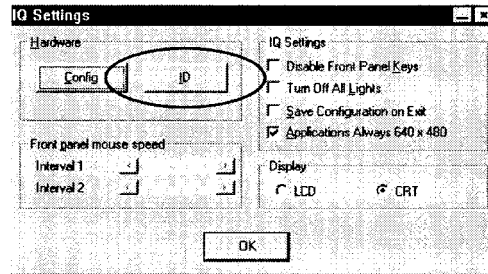 IQ Settings
Hardware
Config
ID
Front panel mouse speed
Interval 1
Interval 2
IQ Settings
Disable Front Panel Keys
Turn Off All Lights
Save Configuration on Exit
Applications Always 640 x 480
Display
LCD
CRT
OK